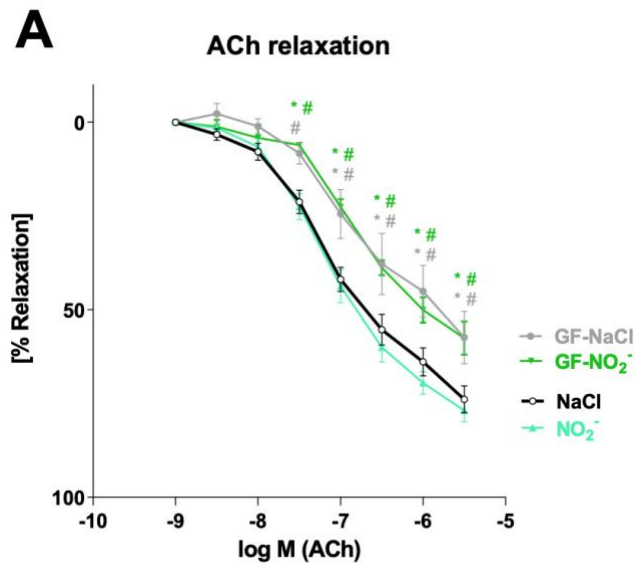 A
ACh relaxation
[% Relaxation]
0
50
100
* #
#
* #
* #
* #
* #
* #
* #
* #
* #
GF-NaCl
GF-NO₂⁻
NaCl
NO₂⁻
-10 -9 -8 -7 -6 -5
log M (ACh)